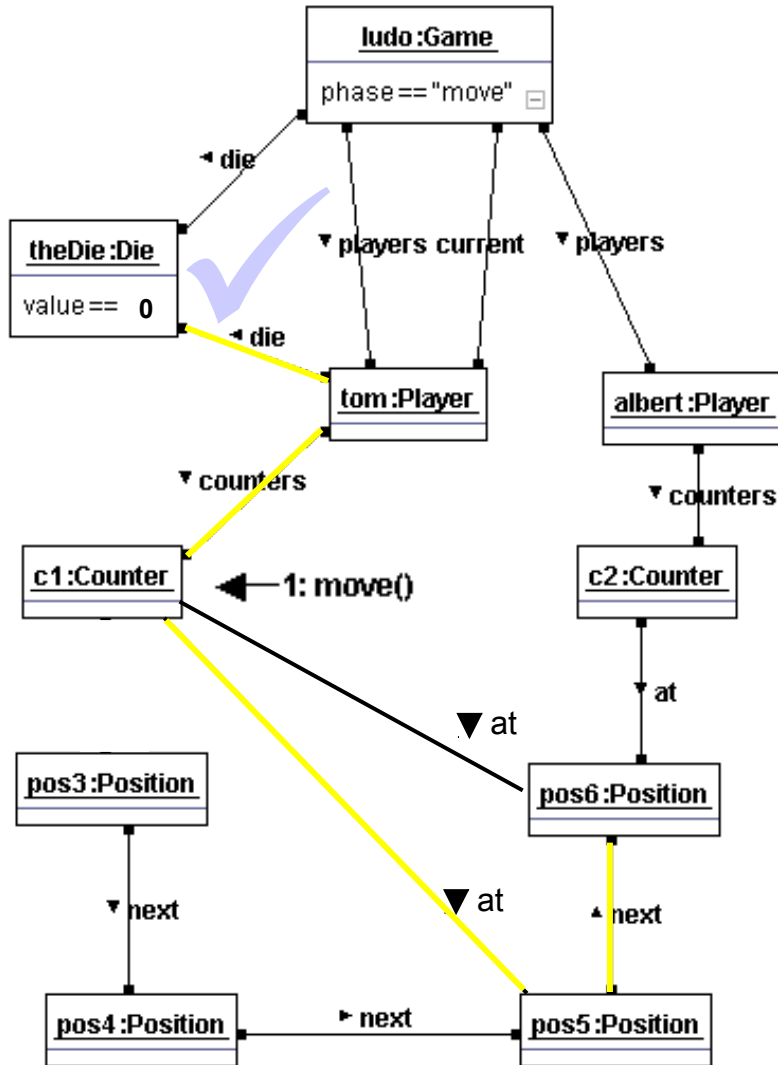 ludo :Game
phase == "move"
◄ die
▼ players current
▼ players
theDie :Die
value == 0
◄ die
tom :Player
albert :Player
▼ counters
▼ counters
c1 :Counter
1: move()
c2 :Counter
▼ at
▼ at
pos3 :Position
pos6 :Position
▼ at
▼ next
▲ next
pos4 :Position
► next
pos5 :Position